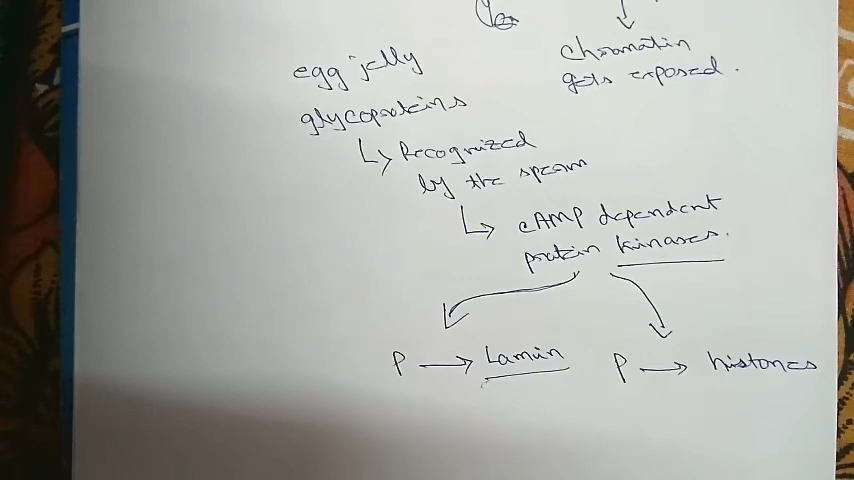 egg jelly
glycoproteins
↳ Recognized
by the sperm
↳ cAMP dependent
protein kinases.
P → Lamin
P → histones
chromatin
gets exposed.